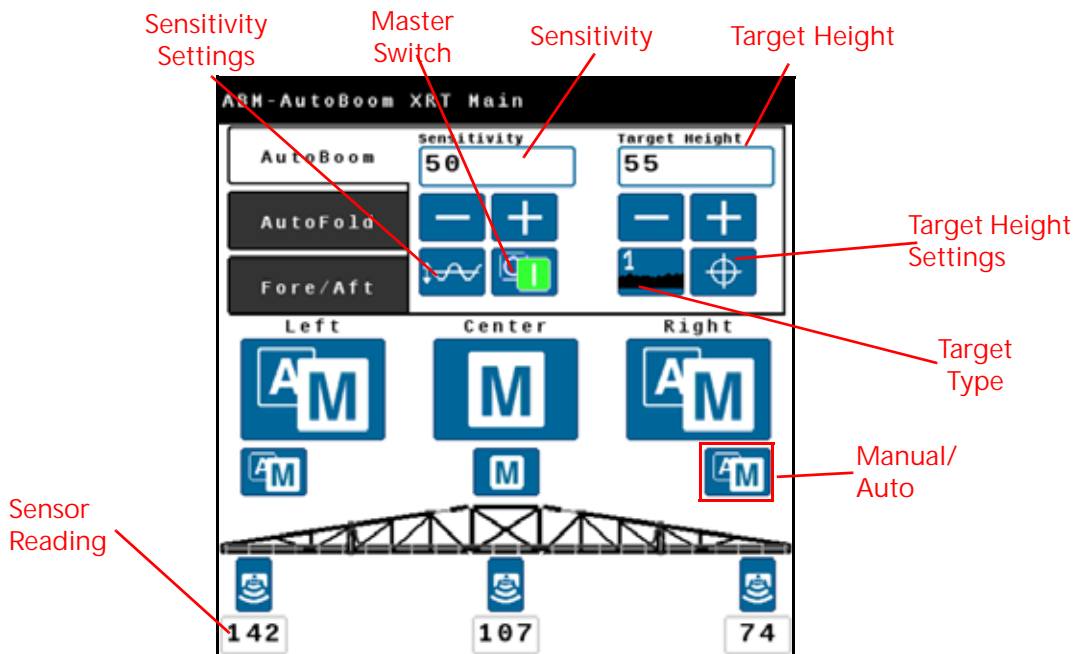 Sensitivity
Settings
Master
Switch
Sensitivity
Target Height
ABM-AutoBoom XRT Main
AutoBoom
Sensitivity
50
Target Height
55
AutoFold
Fore/Aft
1
Target Height
Settings
Target
Type
Left
Center
Right
A M
M
A M
A M
M
A M
Manual/
Auto
Sensor
Reading
142
107
74